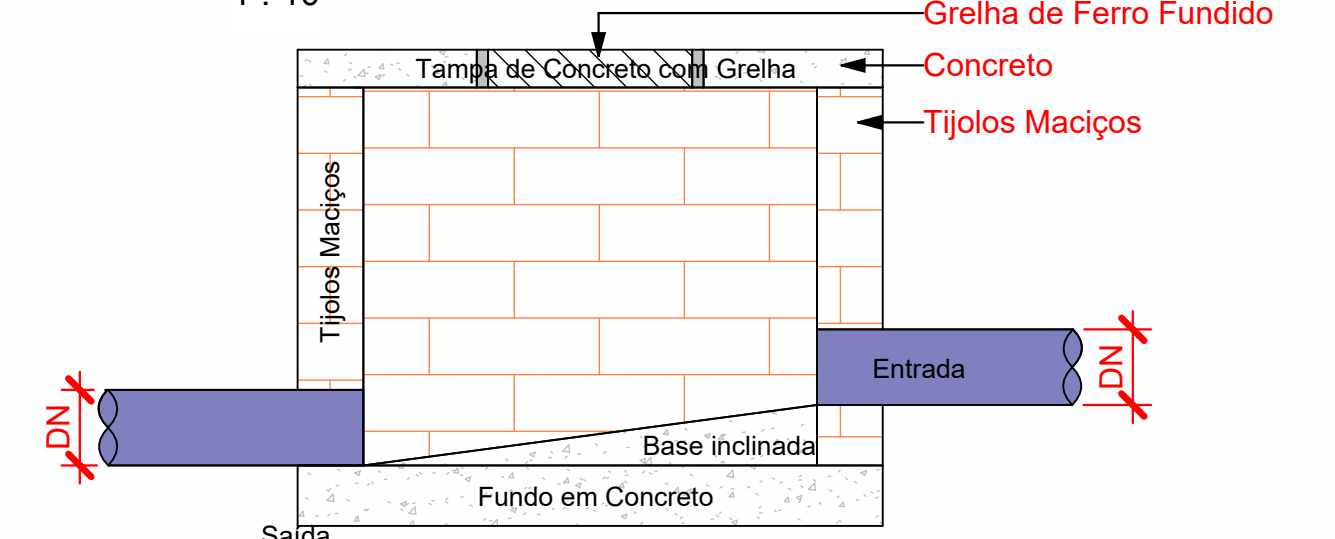 Grelha de Ferro Fundido
Tampa de Concreto com Grelha
Concreto
Tijolos Maciços
Tijolos Maciços
Entrada
DN
DN
Base inclinada
Fundo em Concreto
Saída